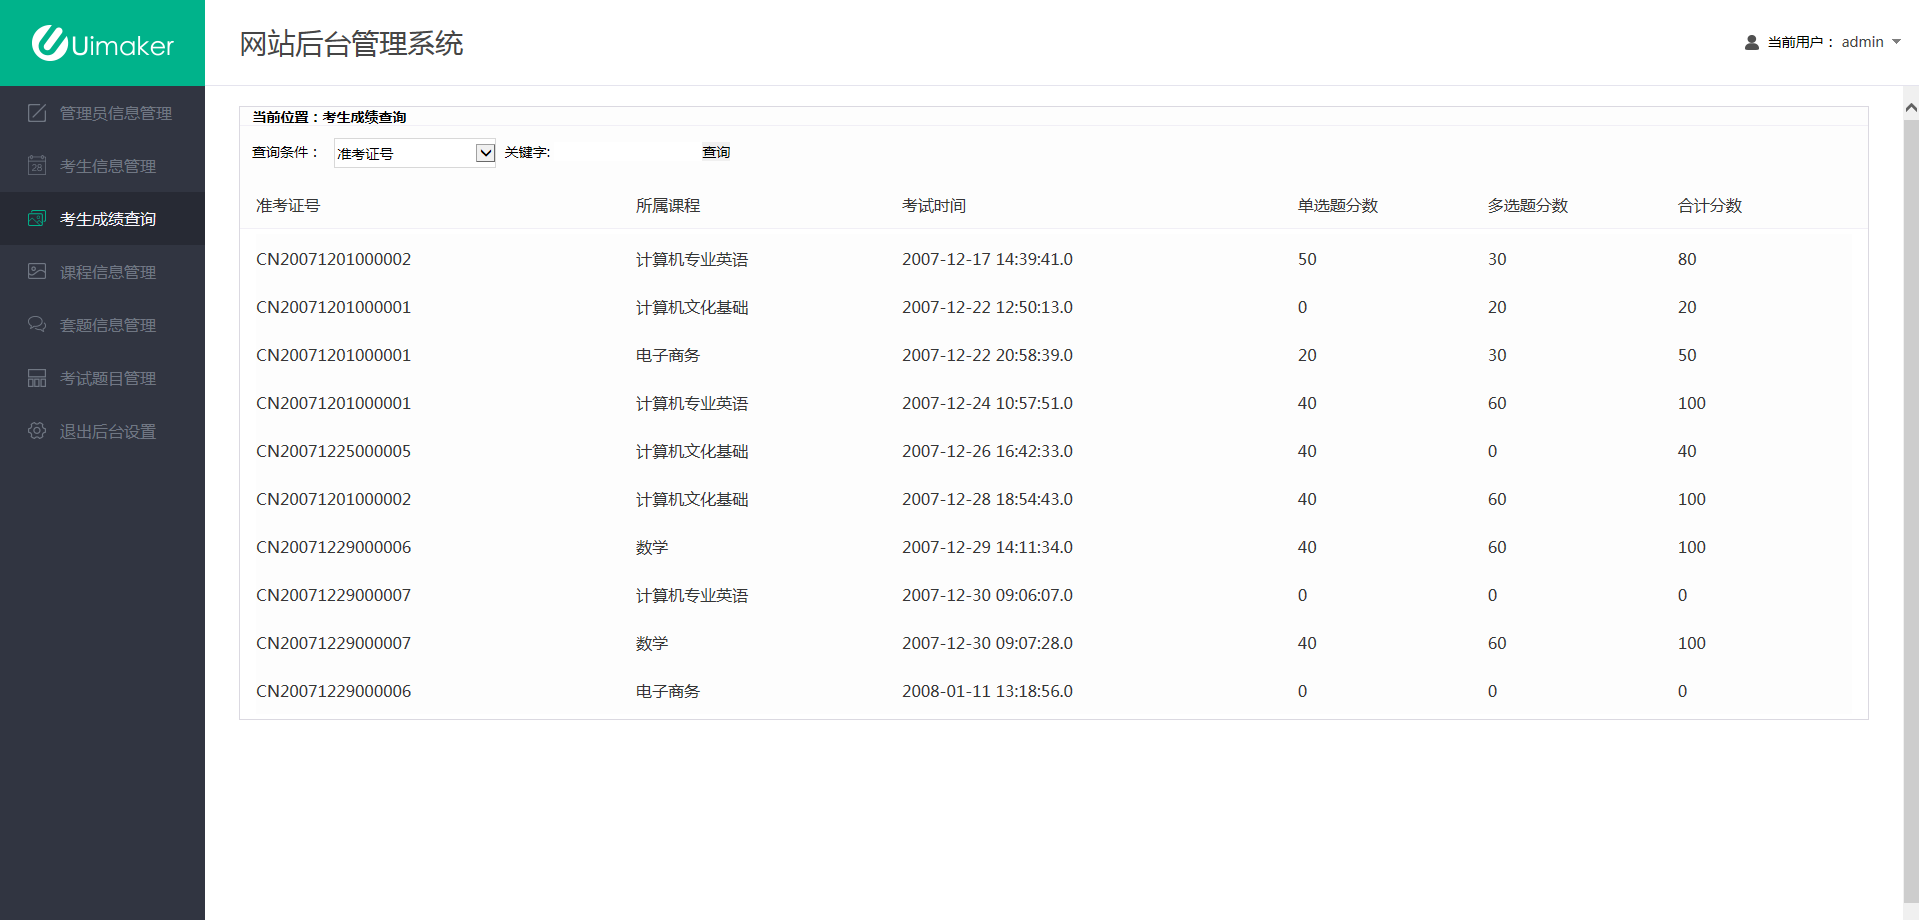 Uimaker
网站后台管理系统
当前用户： admin
管理员信息管理
28
考生信息管理
考生成绩查询
课程信息管理
套题信息管理
考试题目管理
退出后台设置
当前位置：考生成绩查询
查询条件： 准考证号 关键字: 查询
准考证号 所属课程 考试时间 单选题分数 多选题分数 合计分数
CN20071201000002 计算机专业英语 2007-12-17 14:39:41.0 50 30 80
CN20071201000001 计算机文化基础 2007-12-22 12:50:13.0 0 20 20
CN20071201000001 电子商务 2007-12-22 20:58:39.0 20 30 50
CN20071201000001 计算机专业英语 2007-12-24 10:57:51.0 40 60 100
CN20071225000005 计算机文化基础 2007-12-26 16:42:33.0 40 0 40
CN20071201000002 计算机文化基础 2007-12-28 18:54:43.0 40 60 100
CN20071229000006 数学 2007-12-29 14:11:34.0 40 60 100
CN20071229000007 计算机专业英语 2007-12-30 09:06:07.0 0 0 0
CN20071229000007 数学 2007-12-30 09:07:28.0 40 60 100
CN20071229000006 电子商务 2008-01-11 13:18:56.0 0 0 0